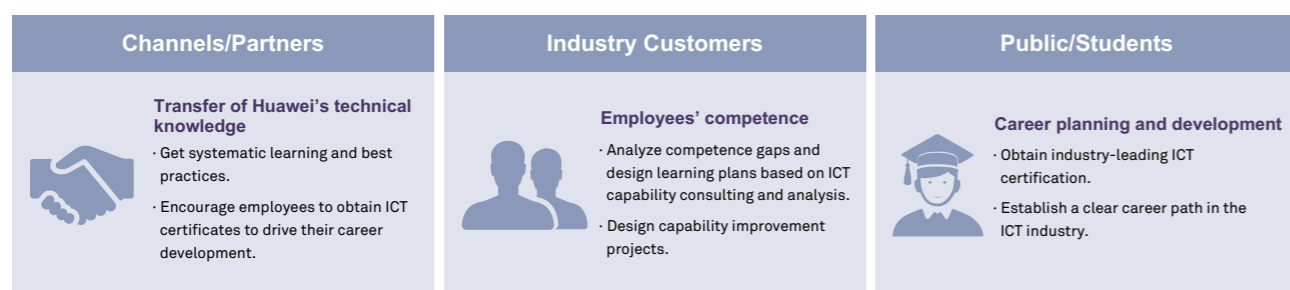 Channels/Partners
Transfer of Huawei's technical
knowledge
· Get systematic learning and best
practices.
· Encourage employees to obtain ICT
certificates to drive their career
development.
Industry Customers
Employees' competence
· Analyze competence gaps and
design learning plans based on ICT
capability consulting and analysis.
· Design capability improvement
projects.
Public/Students
Career planning and development
· Obtain industry-leading ICT
certification.
· Establish a clear career path in the
ICT industry.